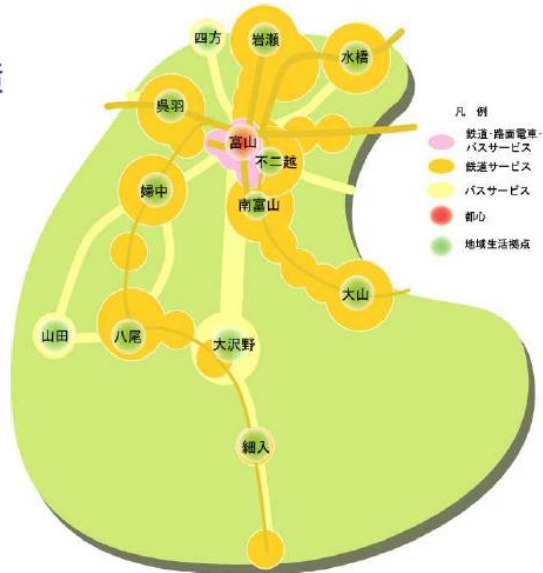 四方
岩瀬
水橋
呉羽
富山
不二越
婦中
南富山
大山
山田
八尾
大沢野
細入
凡 例
鉄道・路面電車・
バスサービス
鉄道サービス
バスサービス
都心
地域生活拠点